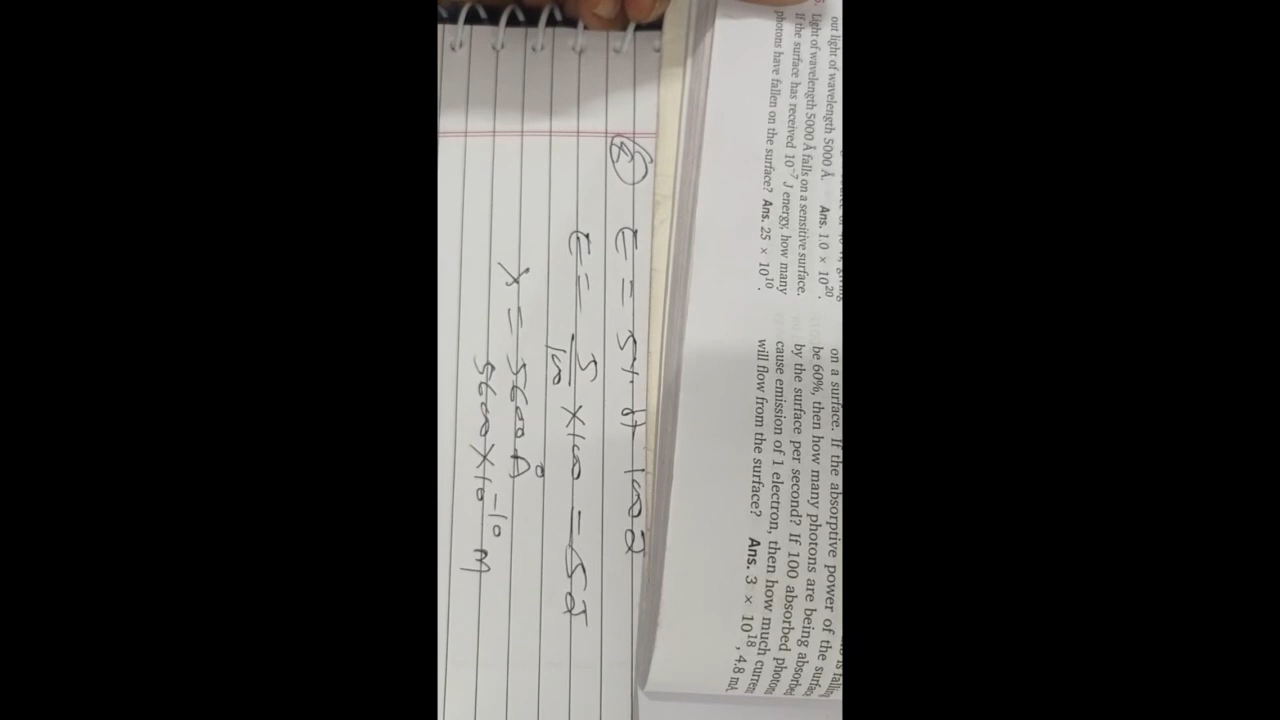 out light of wavelength 5000 Å. Ans. 1.0 × 10²⁰.
5. Light of wavelength 5000 Å falls on a sensitive surface.
If the surface has received 10⁻⁷ J energy, how many
photons have fallen on the surface? Ans. 25 × 10¹⁰.
on a surface. If the absorptive power of the surfac
be 60%, then how many photons are being absorbed
by the surface per second? If 100 absorbed photons
cause emission of 1 electron, then how much curren
will flow from the surface? Ans. 3 × 10¹⁸, 4.8 mA
E = 5% of 100 J
E = 5/100 × 100 = 5 J
λ = 5600 Å
5600 × 10⁻¹⁰ m